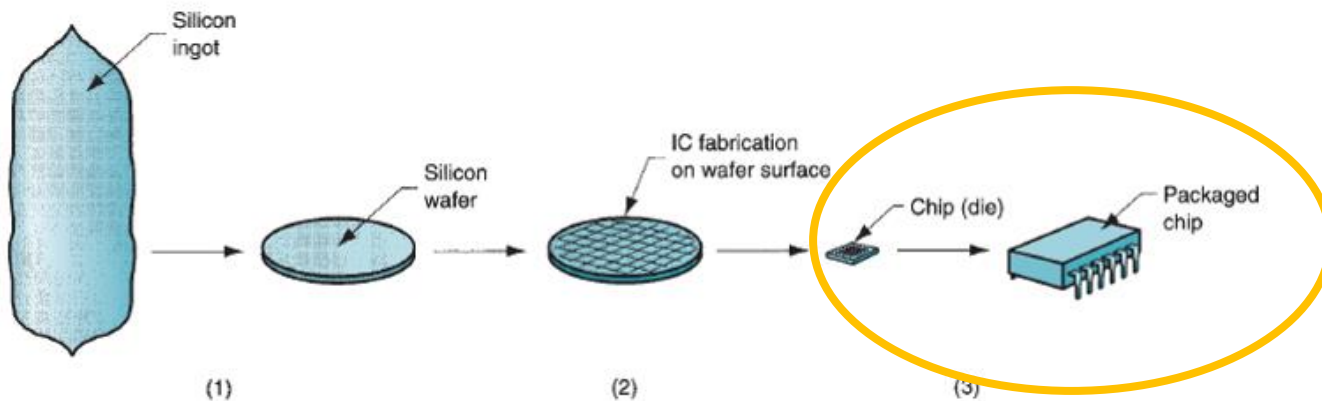 Silicon
ingot
Silicon
wafer
IC fabrication
on wafer surface
Chip (die)
Packaged
chip
(1)
(2)
(3)